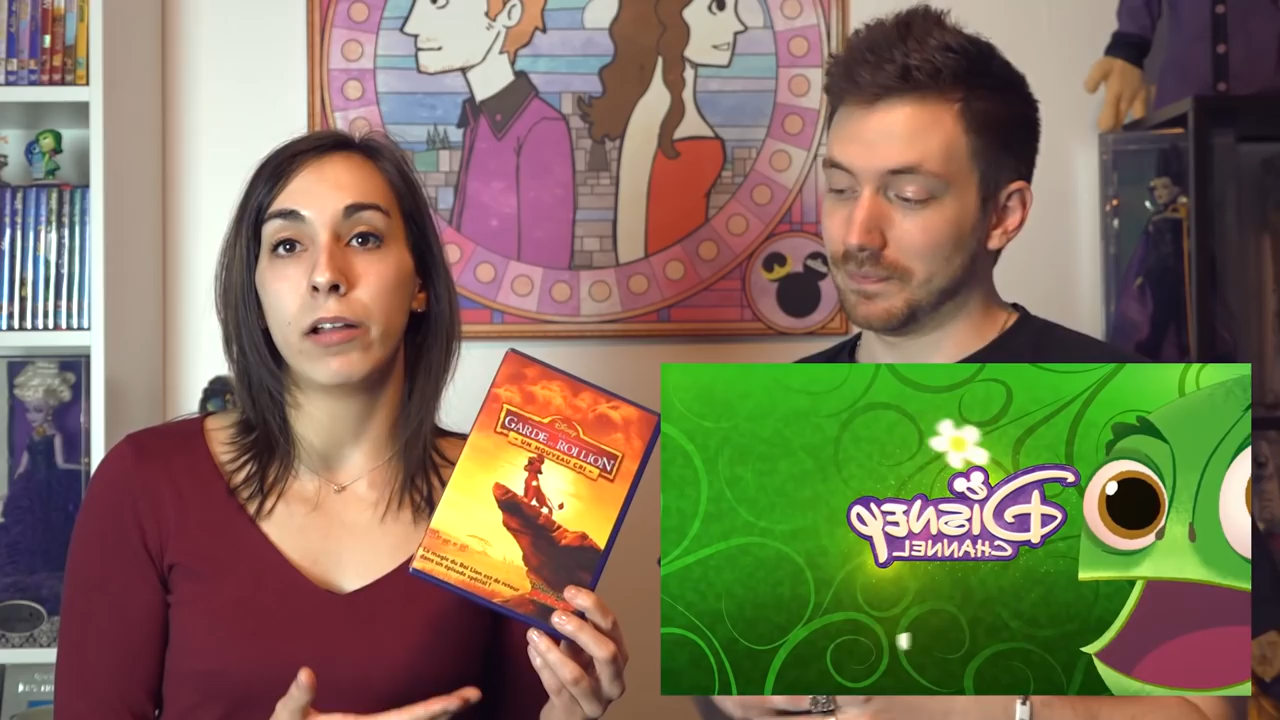 Disney
LA
GARDE DU ROI LION
UN NOUVEAU CRI
La magie du Roi Lion est de retour
dans un épisode spécial !
Disney
CHANNEL